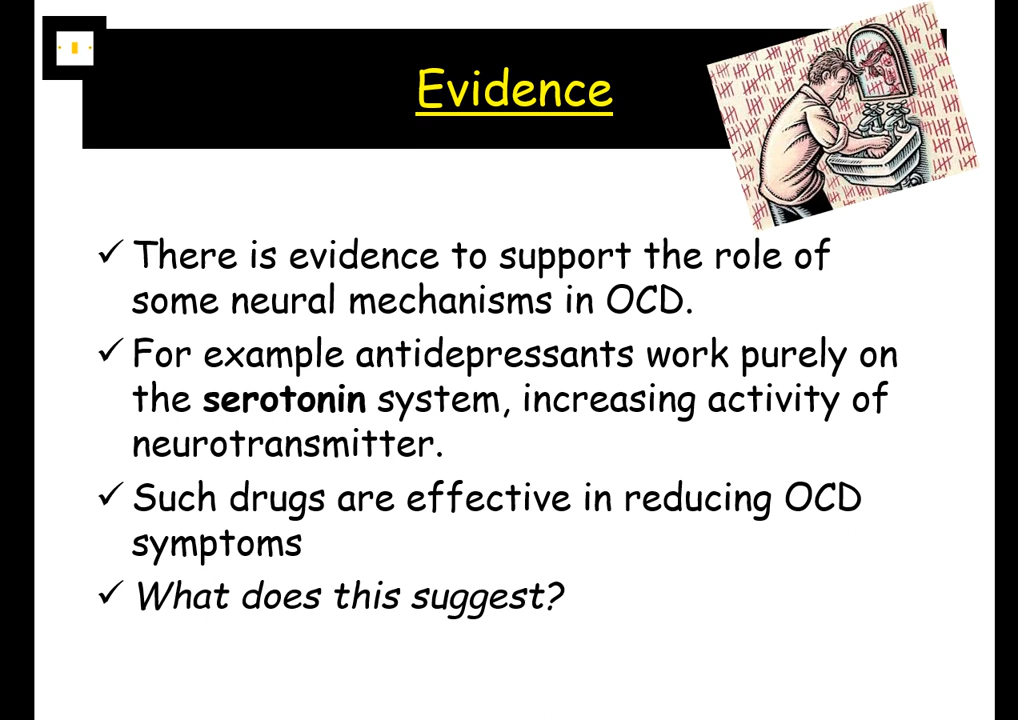 Evidence
✓ There is evidence to support the role of
some neural mechanisms in OCD.
✓ For example antidepressants work purely on
the serotonin system, increasing activity of
neurotransmitter.
✓ Such drugs are effective in reducing OCD
symptoms
✓ What does this suggest?